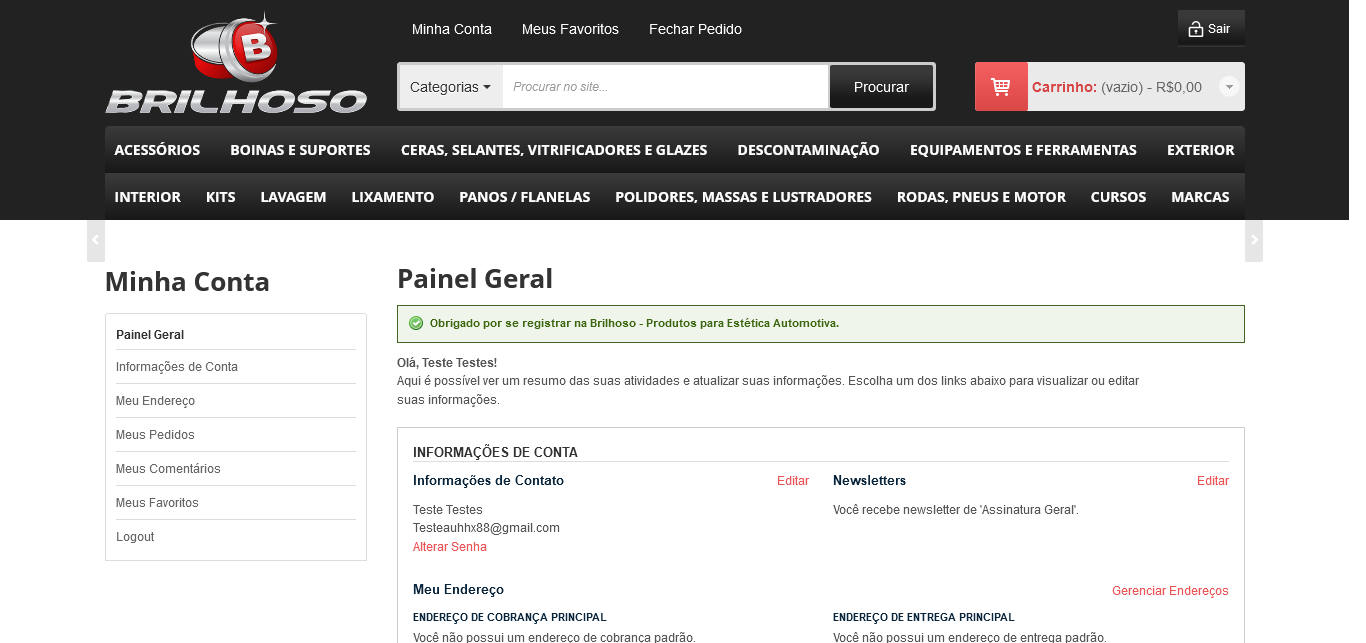 Minha Conta
Meus Favoritos
Fechar Pedido
Sair
B
BRILHOSO
Categorias
Procurar no site...
Procurar
Carrinho: (vazio) - R$0,00
ACESSÓRIOS BOINAS E SUPORTES CERAS, SELANTES, VITRIFICADORES E GLAZES DESCONTAMINAÇÃO EQUIPAMENTOS E FERRAMENTAS EXTERIOR
INTERIOR KITS LAVAGEM LIXAMENTO PANOS / FLANELAS POLIDORES, MASSAS E LUSTRADORES RODAS, PNEUS E MOTOR CURSOS MARCAS
Minha Conta
Painel Geral
Informações de Conta
Meu Endereço
Meus Pedidos
Meus Comentários
Meus Favoritos
Logout
Painel Geral
Obrigado por se registrar na Brilhoso - Produtos para Estética Automotiva.
Olá, Teste Testes!
Aqui é possível ver um resumo das suas atividades e atualizar suas informações. Escolha um dos links abaixo para visualizar ou editar
suas informações.
INFORMAÇÕES DE CONTA
Informações de Contato
Editar
Teste Testes
Testeauhhx88@gmail.com
Alterar Senha
Newsletters
Editar
Você recebe newsletter de 'Assinatura Geral'.
Meu Endereço
Gerenciar Endereços
ENDEREÇO DE COBRANÇA PRINCIPAL
Você não possui um endereço de cobrança padrão.
ENDEREÇO DE ENTREGA PRINCIPAL
Você não possui um endereço de entrega padrão.